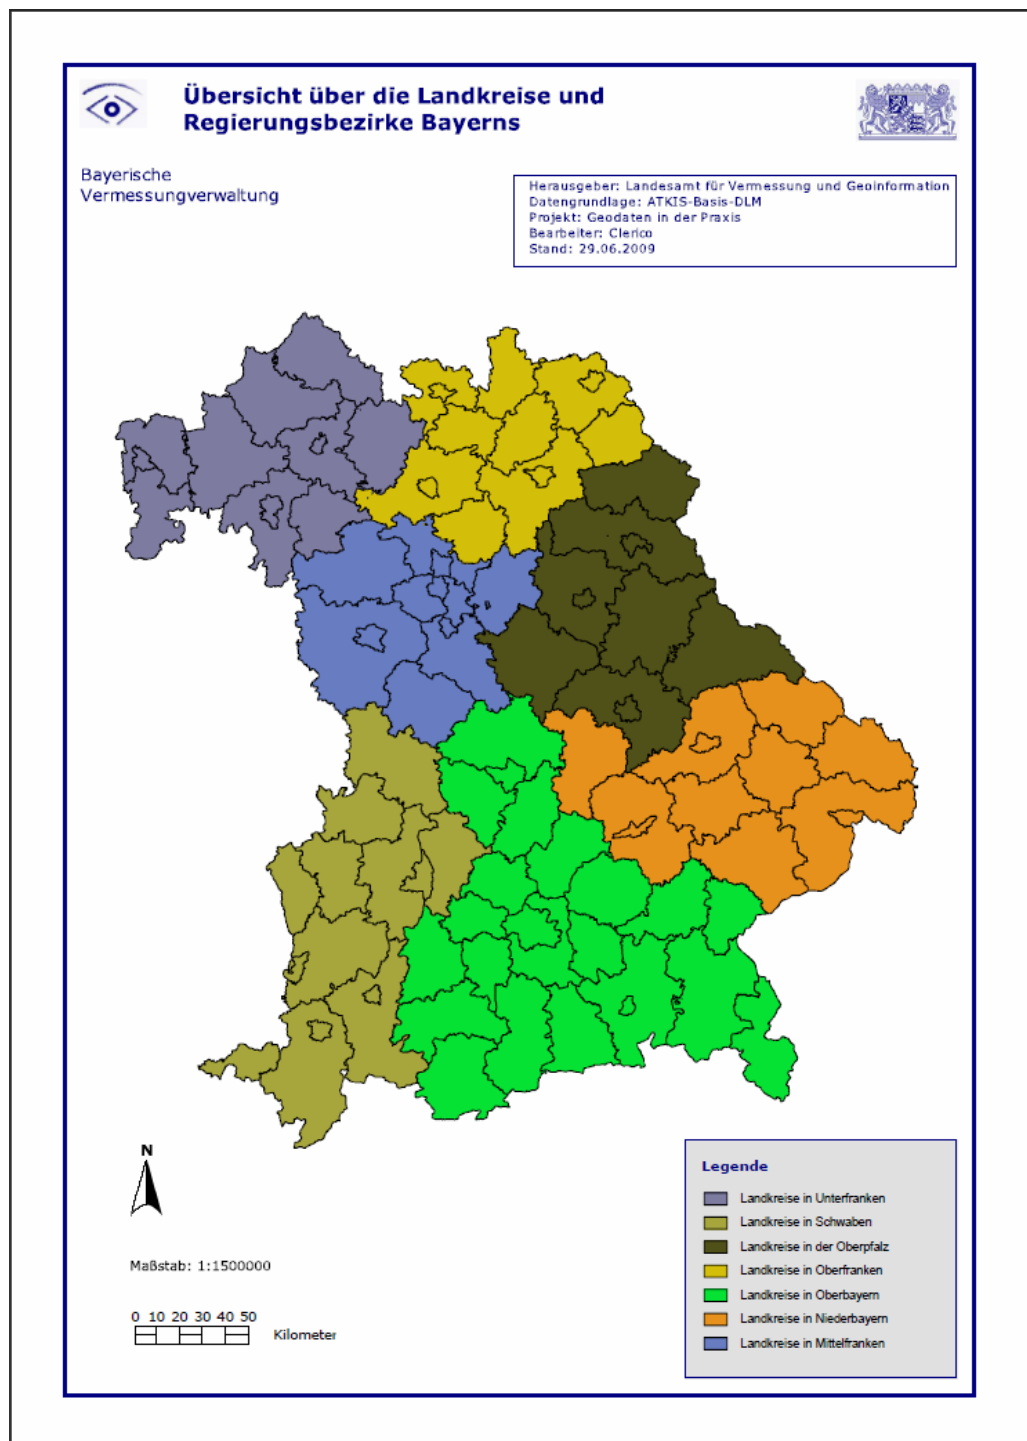 Übersicht über die Landkreise und
Regierungsbezirke Bayerns
Bayerische
Vermessungverwaltung
Herausgeber: Landesamt für Vermessung und Geoinformation
Datengrundlage: ATKIS-Basis-DLM
Projekt: Geodaten in der Praxis
Bearbeiter: Clerico
Stand: 29.06.2009
N
Maßstab: 1:1500000
0 10 20 30 40 50
Kilometer
Legende
Landkreise in Unterfranken
Landkreise in Schwaben
Landkreise in der Oberpfalz
Landkreise in Oberfranken
Landkreise in Oberbayern
Landkreise in Niederbayern
Landkreise in Mittelfranken